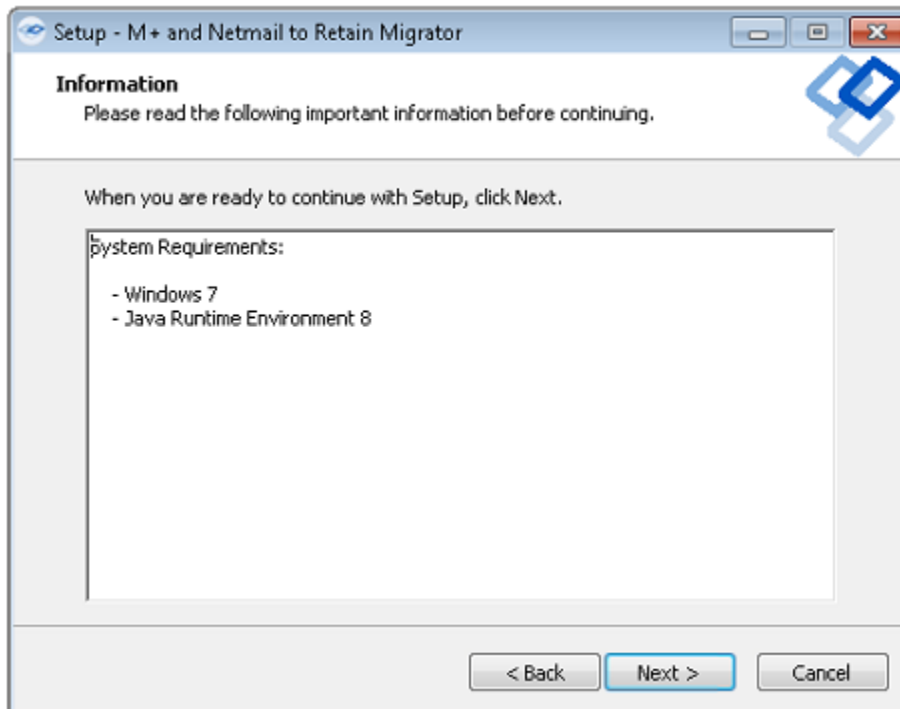 Setup - M+ and Netmail to Retain Migrator
Information
Please read the following important information before continuing.
When you are ready to continue with Setup, click Next.
System Requirements:
- Windows 7
- Java Runtime Environment 8
< Back
Next >
Cancel